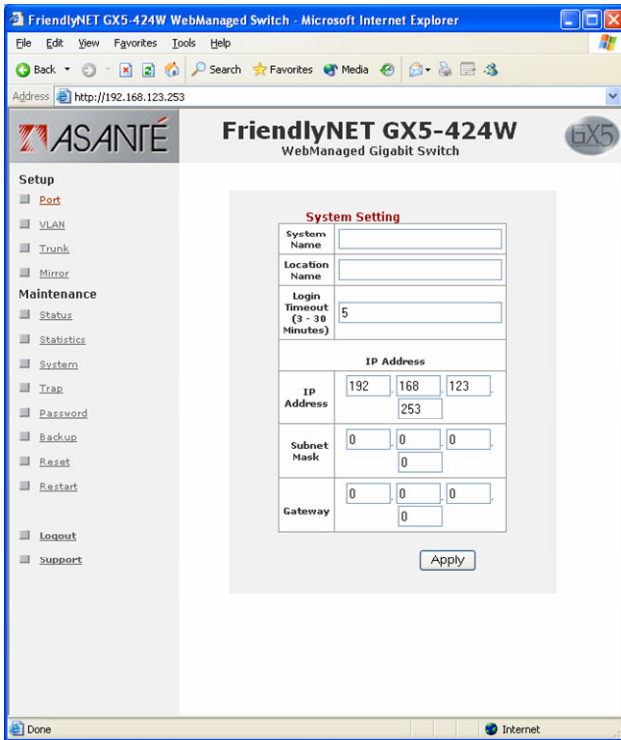 FriendlyNET GX5-424W WebManaged Switch - Microsoft Internet Explorer
File Edit View Favorites Tools Help
Back Search Favorites Media
Address http://192.168.123.253
ASANTÉ
FriendlyNET GX5-424W
WebManaged Gigabit Switch
GX5
Setup
Port
VLAN
Trunk
Mirror
Maintenance
Status
Statistics
System
Trap
Password
Backup
Reset
Restart
Logout
Support
System Setting
System Name
Location Name
Login Timeout (3 - 30 Minutes) 5
IP Address
IP Address 192 . 168 . 123 . 253
Subnet Mask 0 . 0 . 0 . 0
Gateway 0 . 0 . 0 . 0
Apply
Done Internet